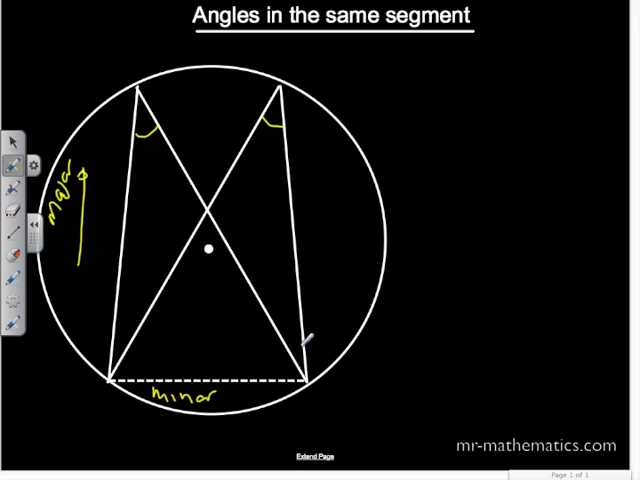 Angles in the same segment
major
minor
mr-mathematics.com
Extend Page
Page 1 of 1